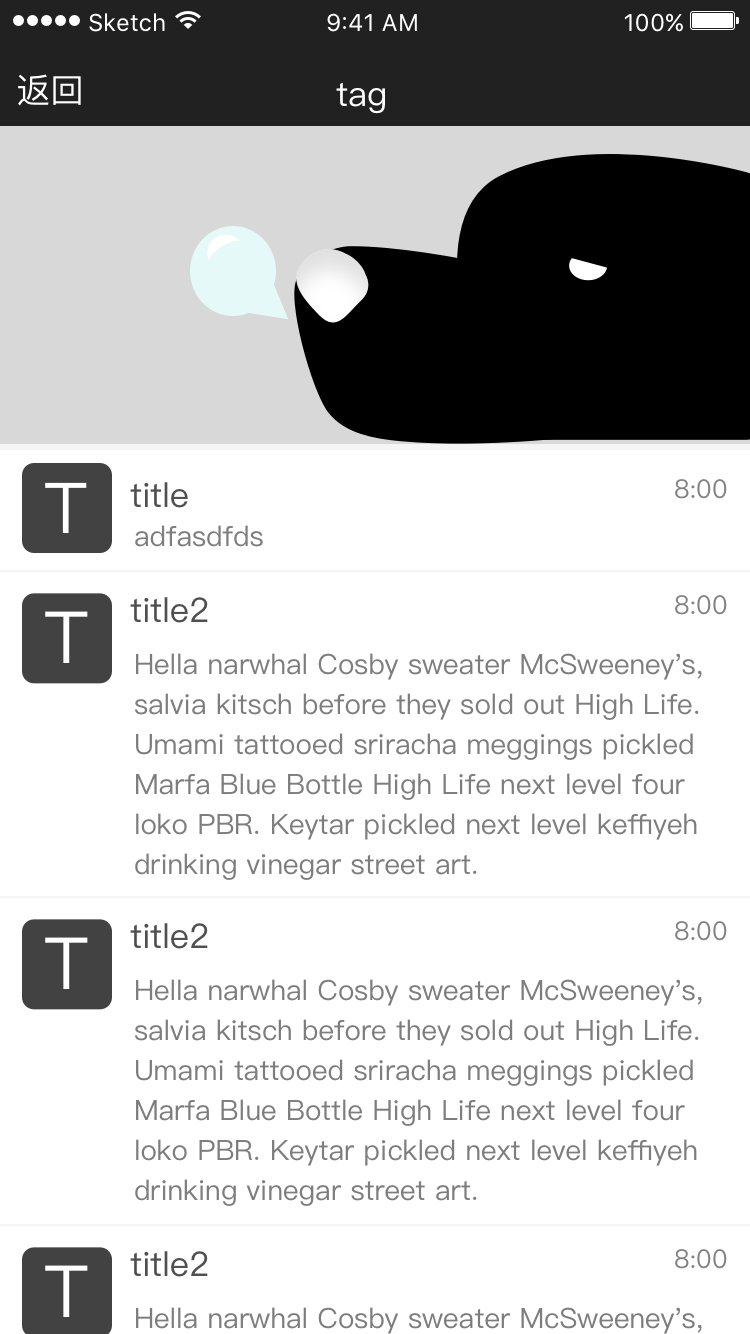 Sketch 9:41 AM 100%
返回 tag
T title 8:00
adfasdfds
T title2 8:00
Hella narwhal Cosby sweater McSweeney’s,
salvia kitsch before they sold out High Life.
Umami tattooed sriracha meggings pickled
Marfa Blue Bottle High Life next level four
loko PBR. Keytar pickled next level keffiyeh
drinking vinegar street art.
T title2 8:00
Hella narwhal Cosby sweater McSweeney’s,
salvia kitsch before they sold out High Life.
Umami tattooed sriracha meggings pickled
Marfa Blue Bottle High Life next level four
loko PBR. Keytar pickled next level keffiyeh
drinking vinegar street art.
T title2 8:00
Hella narwhal Cosby sweater McSweeney’s,